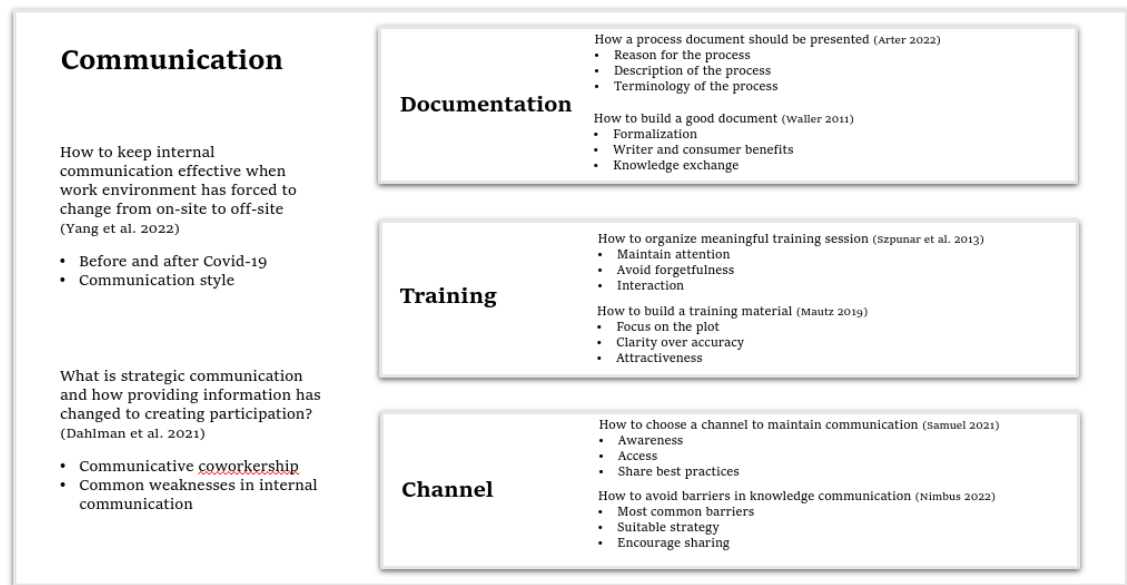 Communication
How to keep internal
communication effective when
work environment has forced to
change from on-site to off-site
(Yang et al. 2022)
• Before and after Covid-19
• Communication style
What is strategic communication
and how providing information has
changed to creating participation?
(Dahlman et al. 2021)
• Communicative coworkership
• Common weaknesses in internal
communication
Documentation
How a process document should be presented (Arter 2022)
• Reason for the process
• Description of the process
• Terminology of the process
How to build a good document (Waller 2011)
• Formalization
• Writer and consumer benefits
• Knowledge exchange
Training
How to organize meaningful training session (Szpunar et al. 2013)
• Maintain attention
• Avoid forgetfulness
• Interaction
How to build a training material (Mautz 2019)
• Focus on the plot
• Clarity over accuracy
• Attractiveness
Channel
How to choose a channel to maintain communication (Samuel 2021)
• Awareness
• Access
• Share best practices
How to avoid barriers in knowledge communication (Nimbus 2022)
• Most common barriers
• Suitable strategy
• Encourage sharing